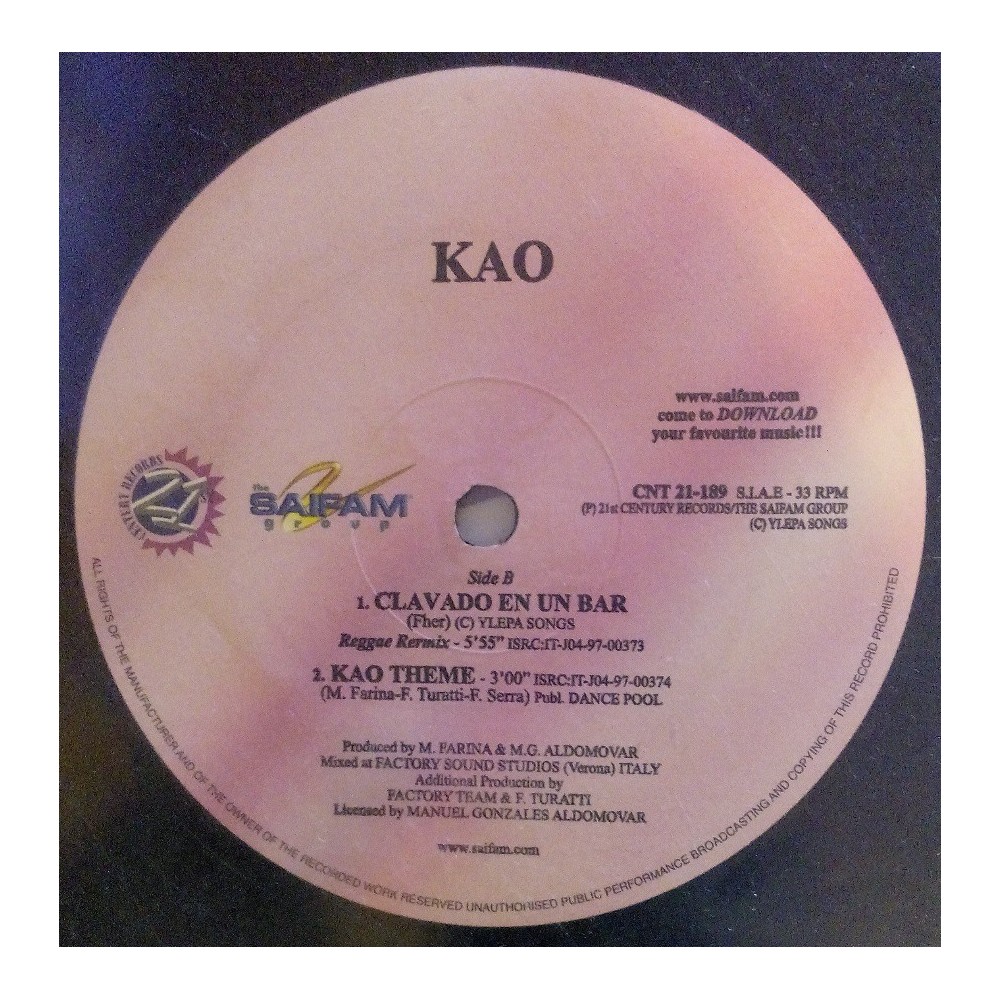 KAO
www.saifam.com
come to DOWNLOAD
your favourite music!!!
21st
CENTURY RECORDS
the
SAIFAM
group
CNT 21-189 S.I.A.E - 33 RPM
(P) 21st CENTURY RECORDS/THE SAIFAM GROUP
(C) YLEPA SONGS
Side B
1. CLAVADO EN UN BAR
(Fher) (C) YLEPA SONGS
Reggae Rermix - 5'55" ISRC:IT-J04-97-00373
2. KAO THEME - 3'00" ISRC:IT-J04-97-00374
(M. Farina-F. Turatti-F. Serra) Publ. DANCE POOL
Produced by M. FARINA & M.G. ALDOMOVAR
Mixed at FACTORY SOUND STUDIOS (Verona) ITALY
Additional Production by
FACTORY TEAM & F. TURATTI
Licensed by MANUEL GONZALES ALDOMOVAR
www.saifam.com
ALL RIGHTS OF THE MANUFACTURER AND OF THE OWNER OF THE RECORDED WORK RESERVED UNAUTHORISED PUBLIC PERFORMANCE BROADCASTING AND COPYING OF THIS RECORD PROHIBITED